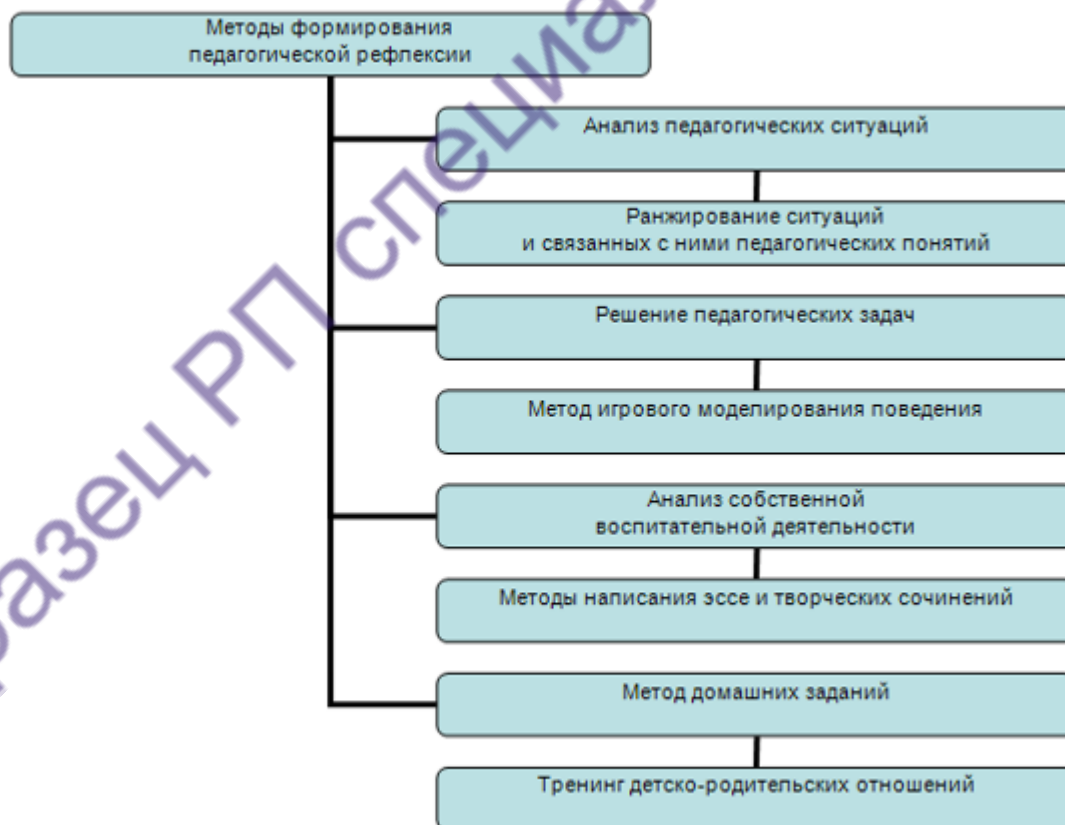 Методы формирования
педагогической рефлексии
Анализ педагогических ситуаций
Ранжирование ситуаций
и связанных с ними педагогических понятий
Решение педагогических задач
Метод игрового моделирования поведения
Анализ собственной
воспитательной деятельности
Методы написания эссе и творческих сочинений
Метод домашних заданий
Тренинг детско-родительских отношений
РП